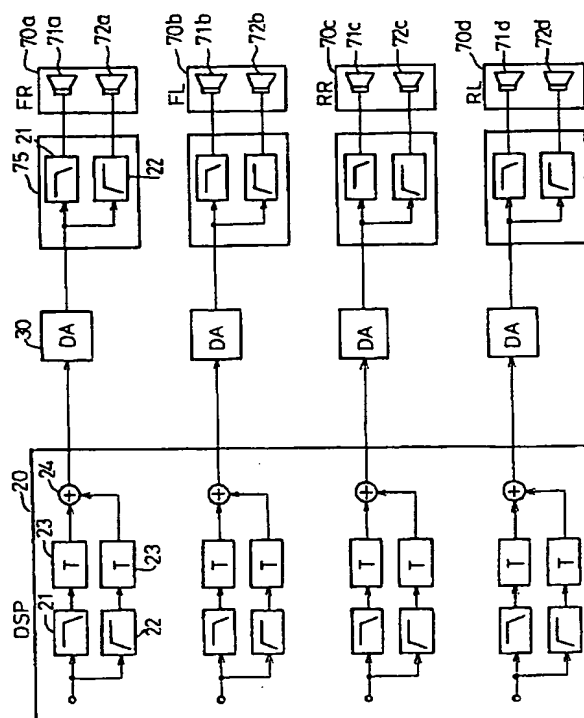 DSP 20 FR 70a
21 23 24 30 DA 75 21 71a
T
22 T 23 22 72a
FL 70b
T DA 71b
T 72b
RR 70c
T DA 71c
T 72c
RL 70d
T DA 71d
T 72d